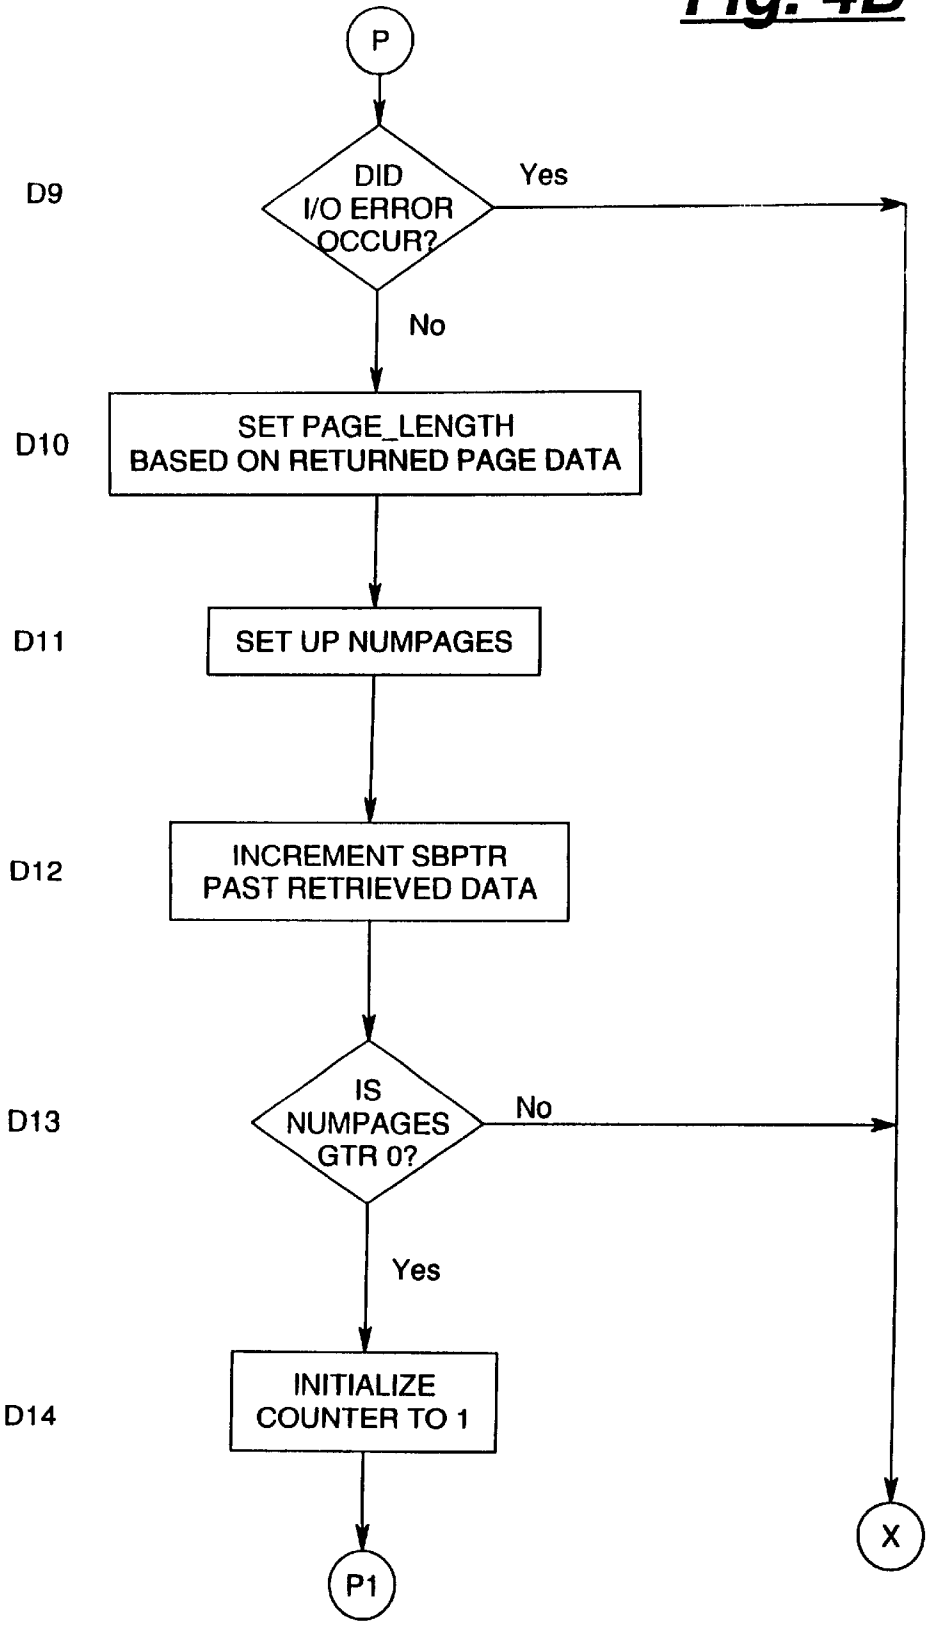 Fig. 4B
P
D9
DID
I/O ERROR
OCCUR?
Yes
No
D10
SET PAGE_LENGTH
BASED ON RETURNED PAGE DATA
D11
SET UP NUMPAGES
D12
INCREMENT SBPTR
PAST RETRIEVED DATA
D13
IS
NUMPAGES
GTR 0?
No
Yes
D14
INITIALIZE
COUNTER TO 1
X
P1